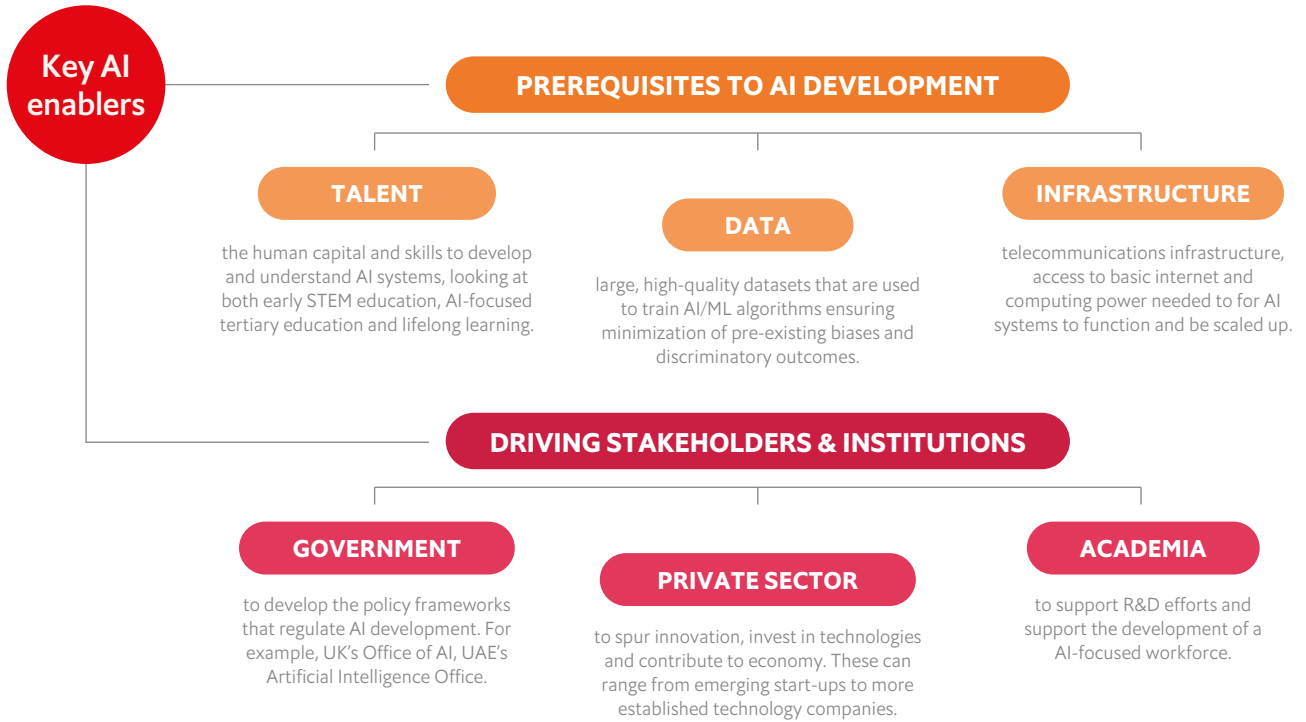 Key AI
enablers
PREREQUISITES TO AI DEVELOPMENT
TALENT
the human capital and skills to develop
and understand AI systems, looking at
both early STEM education, AI-focused
tertiary education and lifelong learning.
DATA
large, high-quality datasets that are used
to train AI/ML algorithms ensuring
minimization of pre-existing biases and
discriminatory outcomes.
INFRASTRUCTURE
telecommunications infrastructure,
access to basic internet and
computing power needed to for AI
systems to function and be scaled up.
DRIVING STAKEHOLDERS & INSTITUTIONS
GOVERNMENT
to develop the policy frameworks
that regulate AI development. For
example, UK's Office of AI, UAE's
Artificial Intelligence Office.
PRIVATE SECTOR
to spur innovation, invest in technologies
and contribute to economy. These can
range from emerging start-ups to more
established technology companies.
ACADEMIA
to support R&D efforts and
support the development of a
AI-focused workforce.